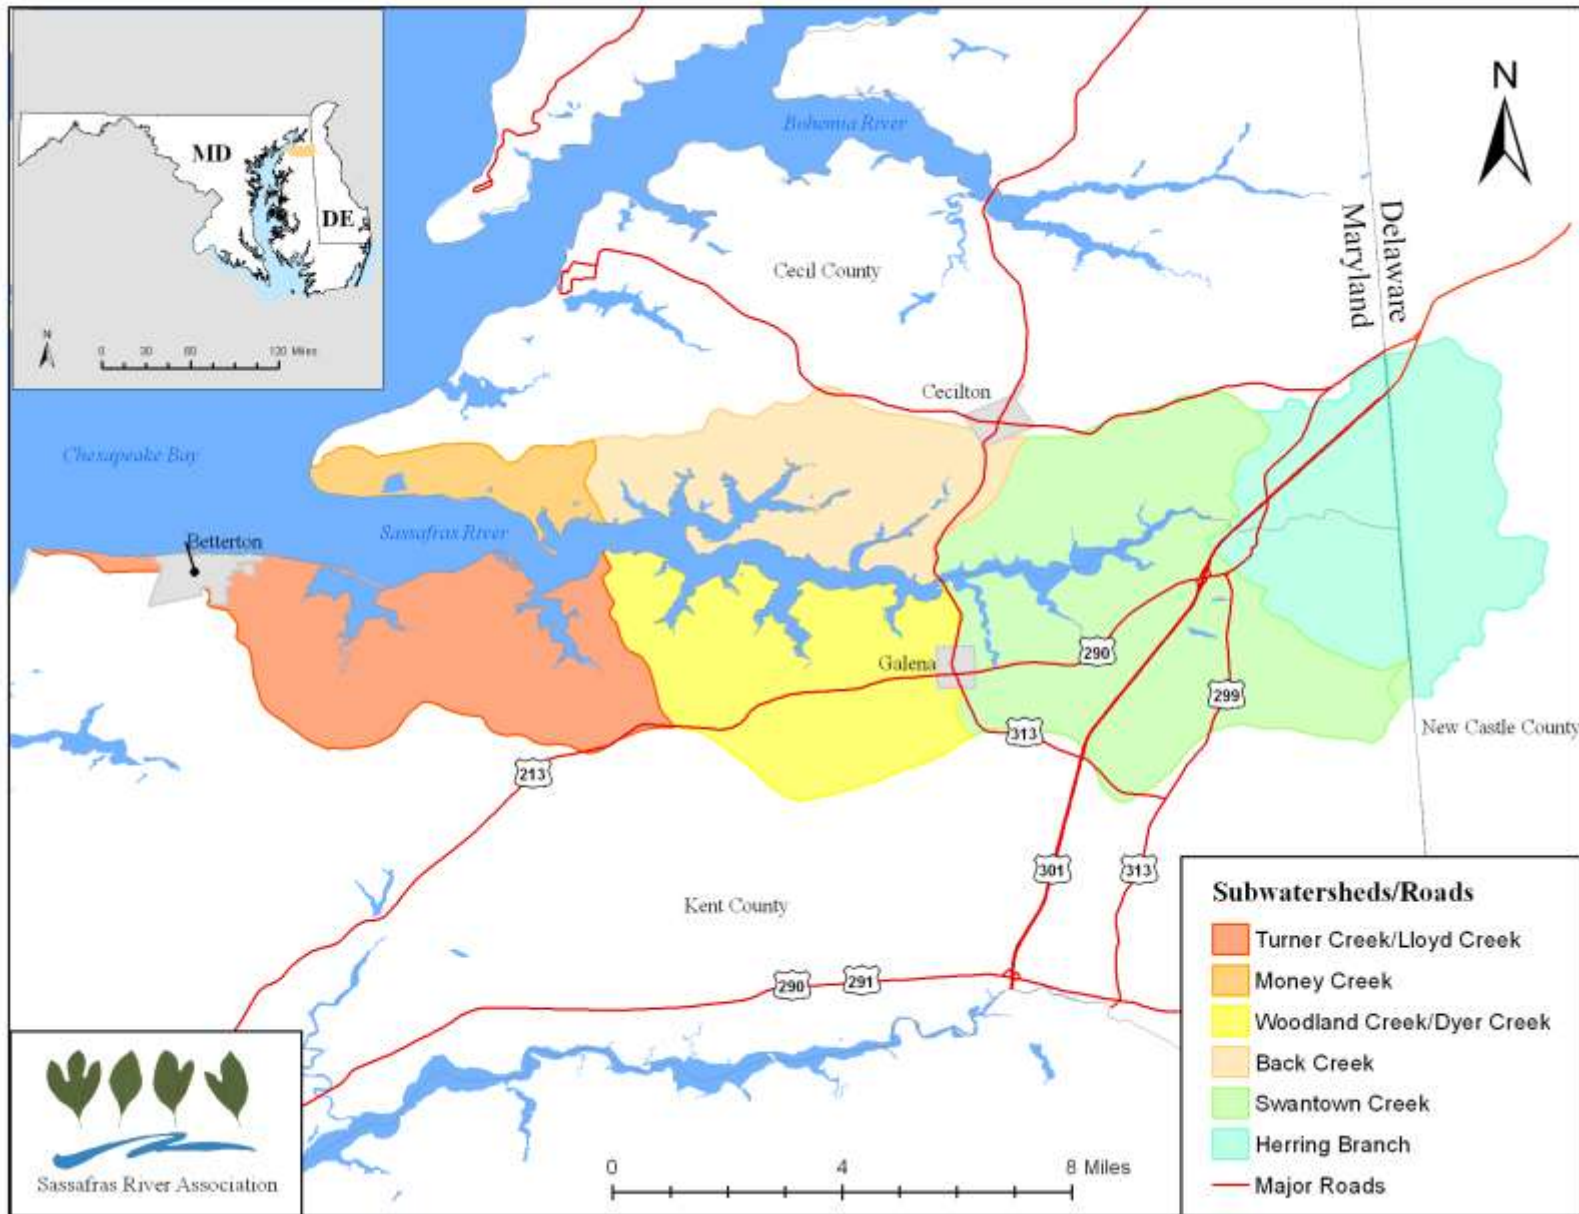 N
Bohemia River
MD
DE
Cecil County
Delaware
Maryland
N
0 30 60 120 Miles
Cecilton
Chesapeake Bay
Sassafras River
Betterton
Galena
290
299
313
New Castle County
213
301
313
Kent County
290
291
Subwatersheds/Roads
Turner Creek/Lloyd Creek
Money Creek
Woodland Creek/Dyer Creek
Back Creek
Swantown Creek
Herring Branch
Major Roads
0 4 8 Miles
Sassafras River Association